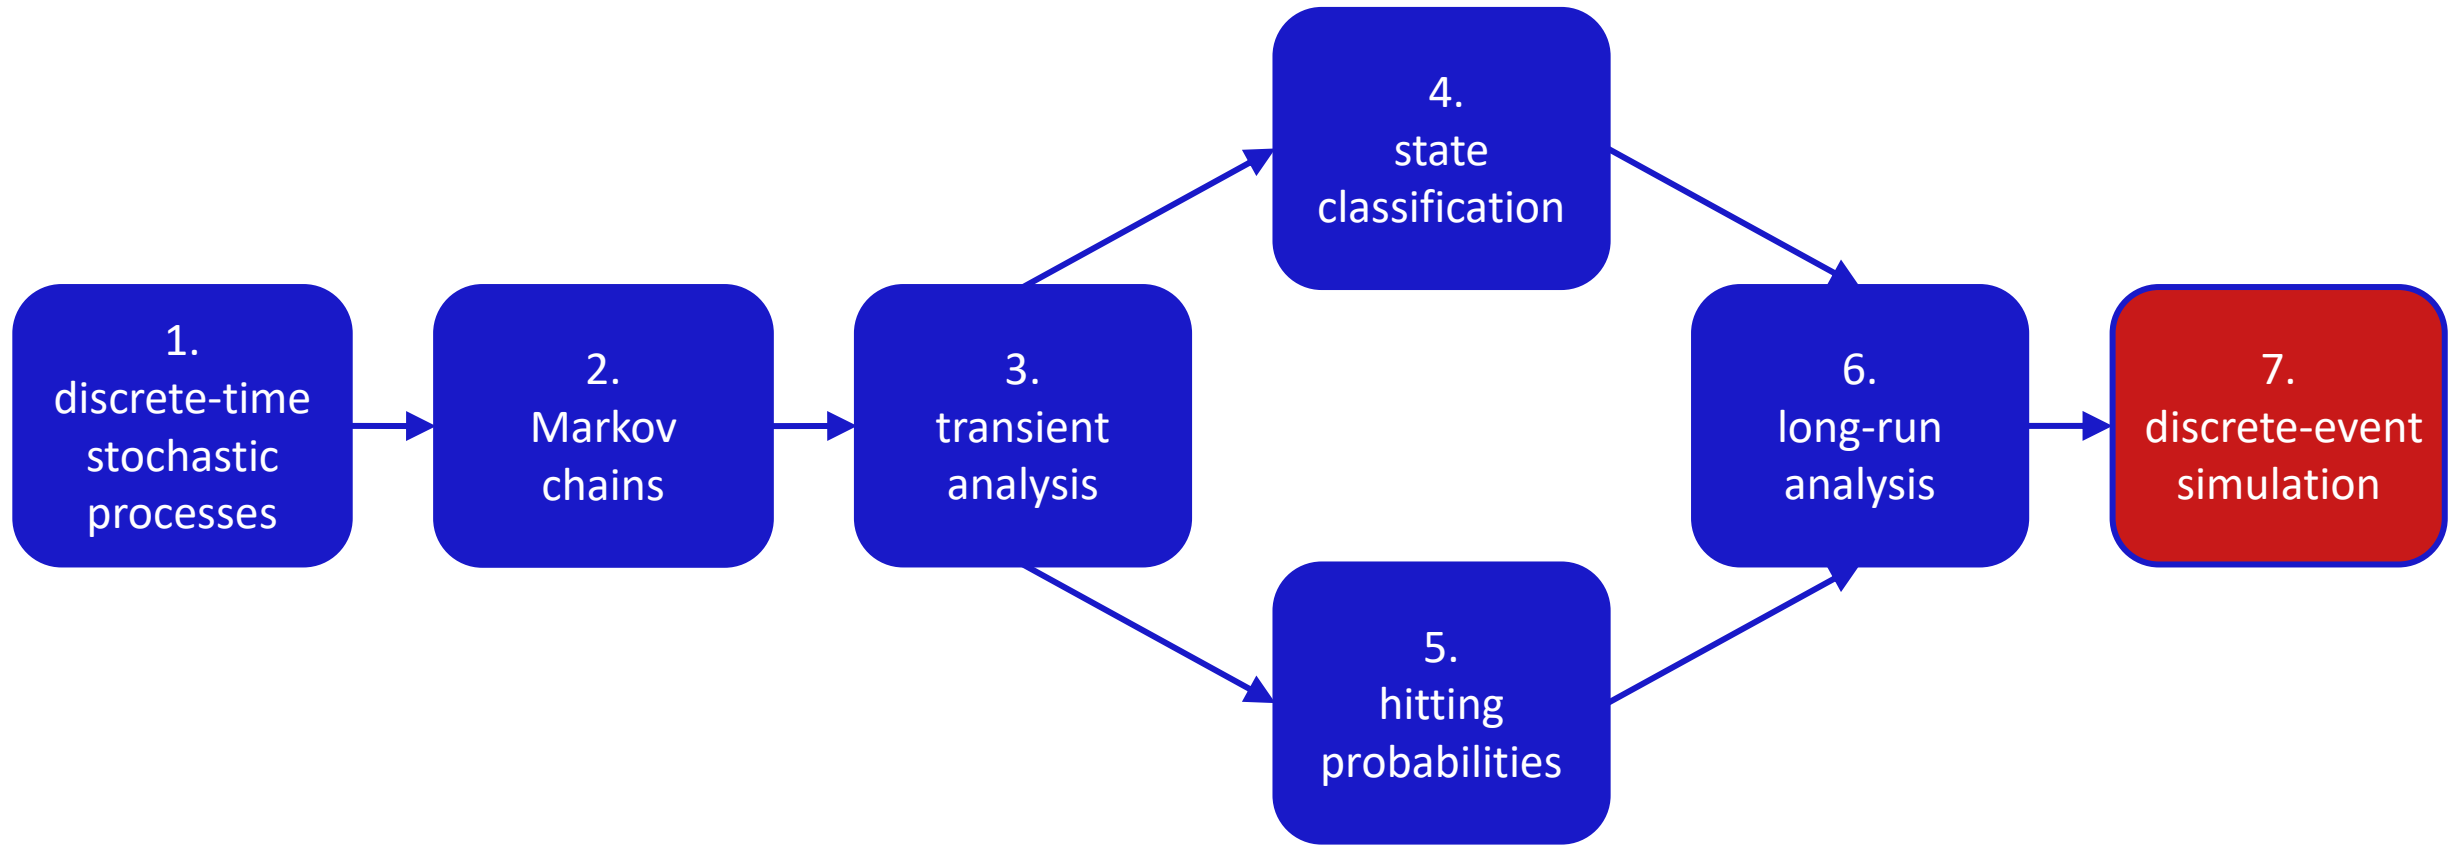 1.
discrete-time
stochastic
processes
2.
Markov
chains
3.
transient
analysis
4.
state
classification
5.
hitting
probabilities
6.
long-run
analysis
7.
discrete-event
simulation